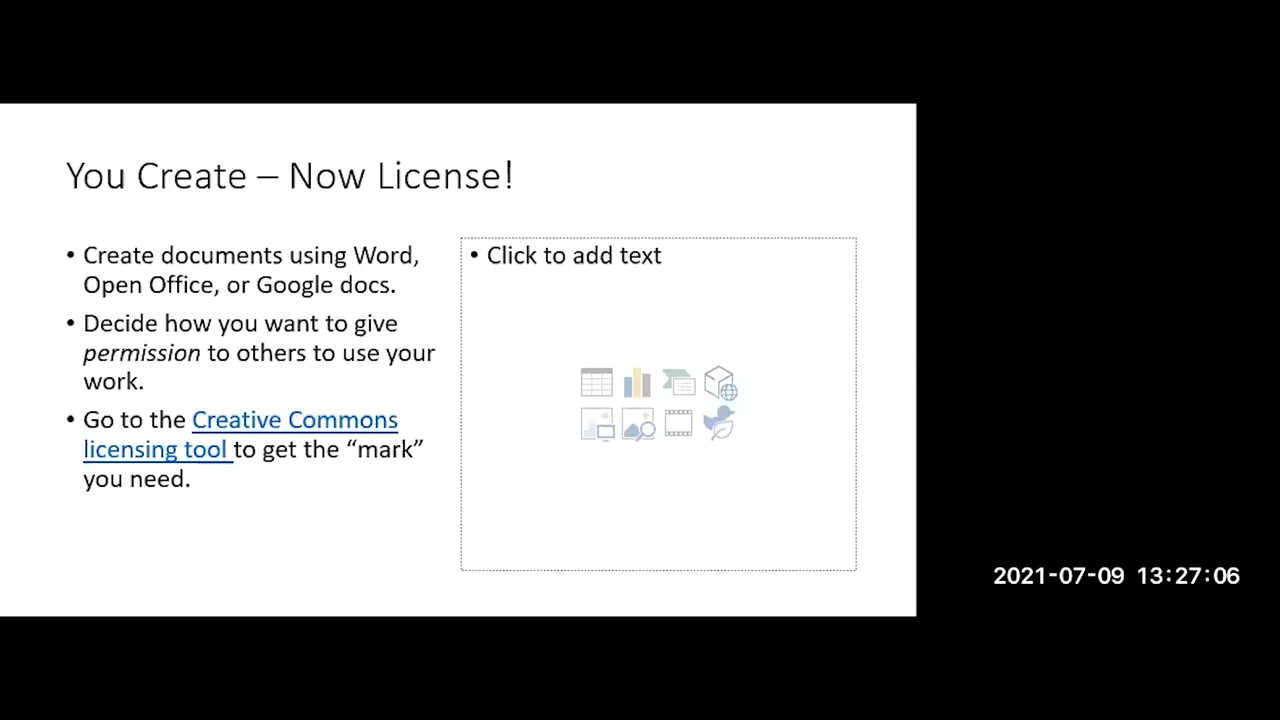 You Create – Now License!
• Create documents using Word,
Open Office, or Google docs.
• Decide how you want to give
permission to others to use your
work.
• Go to the Creative Commons
licensing tool to get the “mark”
you need.
• Click to add text
2021-07-09 13:27:06